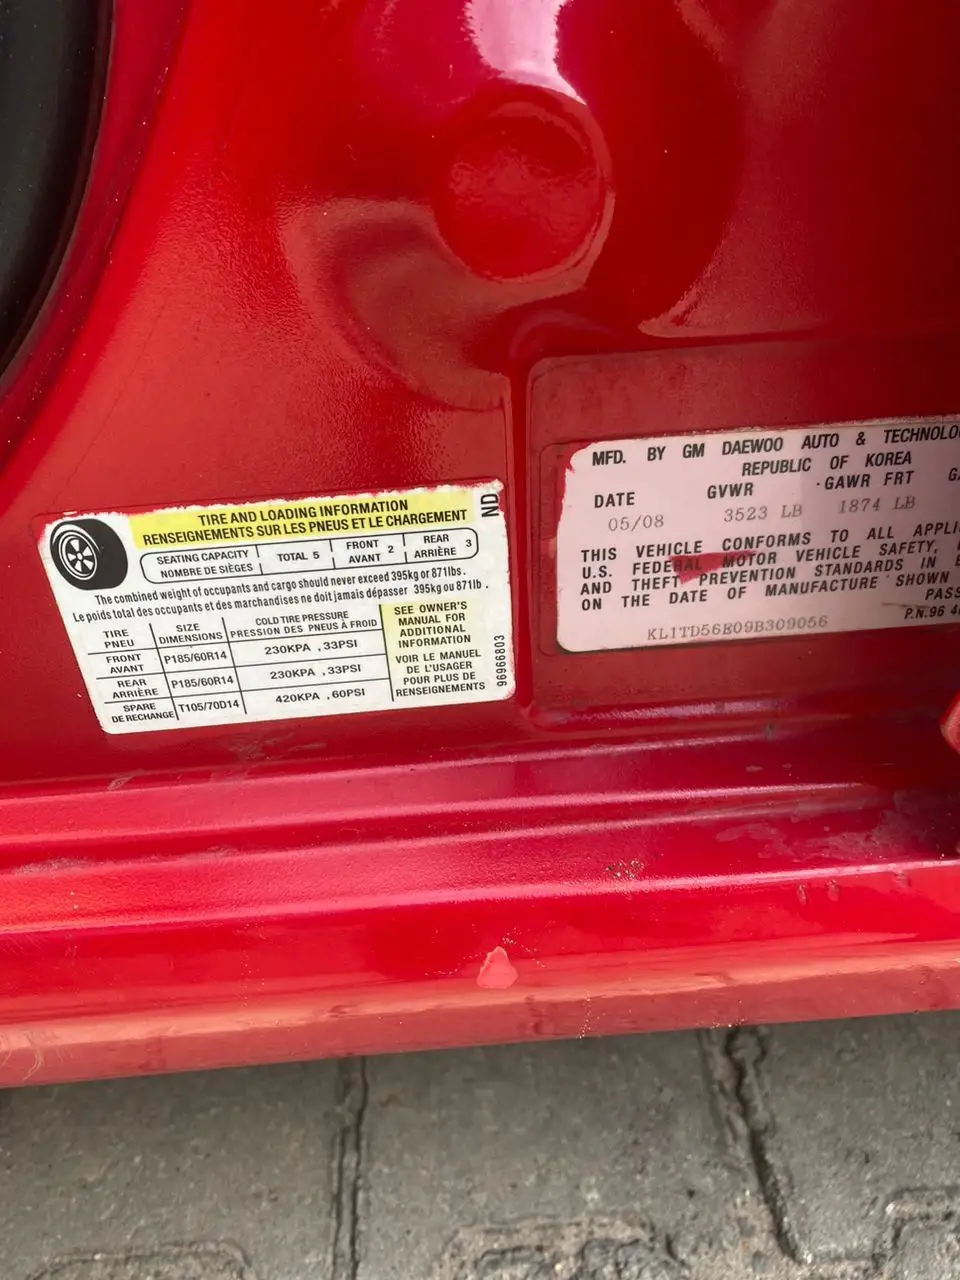 TIRE AND LOADING INFORMATION
RENSEIGNEMENTS SUR LES PNEUS ET LE CHARGEMENT
ND
SEATING CAPACITY
NOMBRE DE SIÈGES
TOTAL 5
FRONT
AVANT 2
REAR
ARRIÈRE 3
The combined weight of occupants and cargo should never exceed 395kg or 871lbs.
Le poids total des occupants et des marchandises ne doit jamais dépasser 395kg ou 871lb.
TIRE
PNEU
SIZE
DIMENSIONS
COLD TIRE PRESSURE
PRESSION DES PNEUS À FROID
FRONT
AVANT
P185/60R14
230KPA , 33PSI
REAR
ARRIÈRE
P185/60R14
230KPA , 33PSI
SPARE
DE RECHANGE
T105/70D14
420KPA , 60PSI
SEE OWNER'S
MANUAL FOR
ADDITIONAL
INFORMATION
VOIR LE MANUEL
DE L'USAGER
POUR PLUS DE
RENSEIGNEMENTS
96966803
MFD. BY GM DAEWOO AUTO & TECHNOLO
REPUBLIC OF KOREA
DATE GVWR GAWR FRT GA
05/08 3523 LB 1874 LB
THIS VEHICLE CONFORMS TO ALL APPLI
U.S. FEDERAL MOTOR VEHICLE SAFETY,
AND THEFT PREVENTION STANDARDS IN E
ON THE DATE OF MANUFACTURE SHOWN
PASS
P.N.96 4
KL1TD56E09B309056